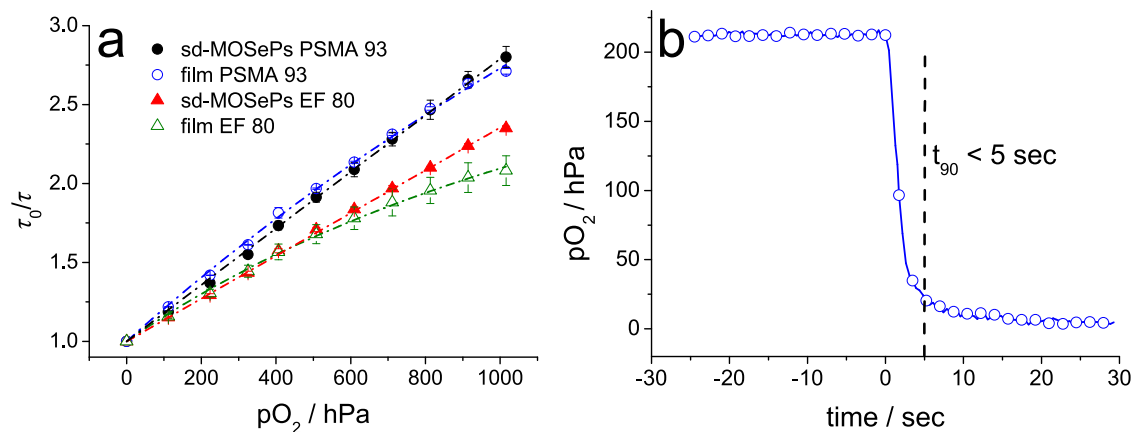 a
sd-MOSePs PSMA 93
film PSMA 93
sd-MOSePs EF 80
film EF 80
τ₀/τ
3.0
2.5
2.0
1.5
1.0
0 200 400 600 800 1000
pO₂ / hPa
b
t₉₀ < 5 sec
pO₂ / hPa
200
150
100
50
0
-30 -20 -10 0 10 20 30
time / sec